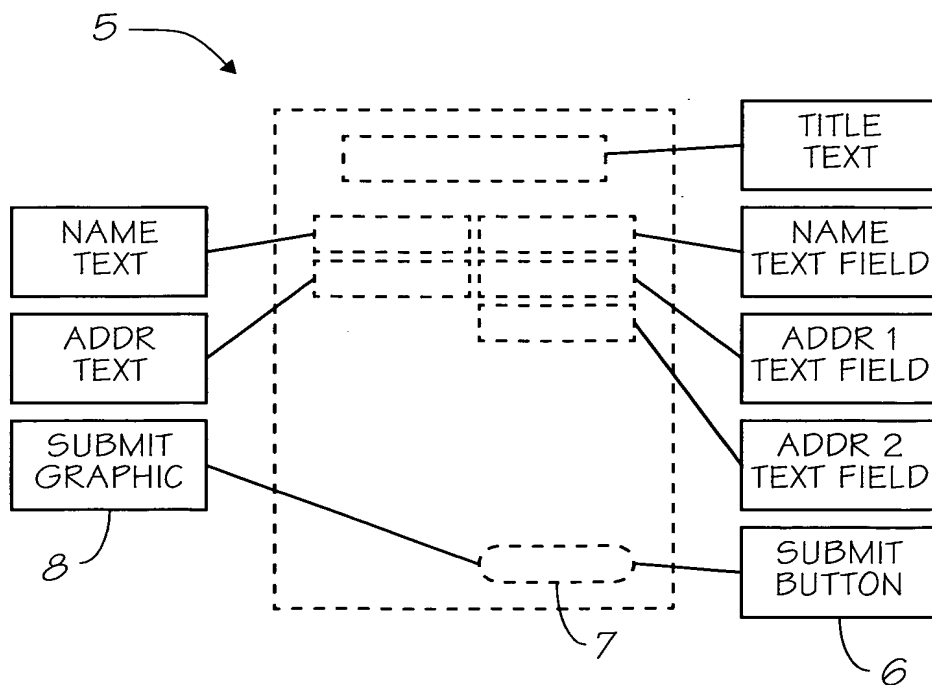 5
TITLE
TEXT
NAME
TEXT
NAME
TEXT FIELD
ADDR
TEXT
ADDR 1
TEXT FIELD
SUBMIT
GRAPHIC
ADDR 2
TEXT FIELD
8
7
SUBMIT
BUTTON
6